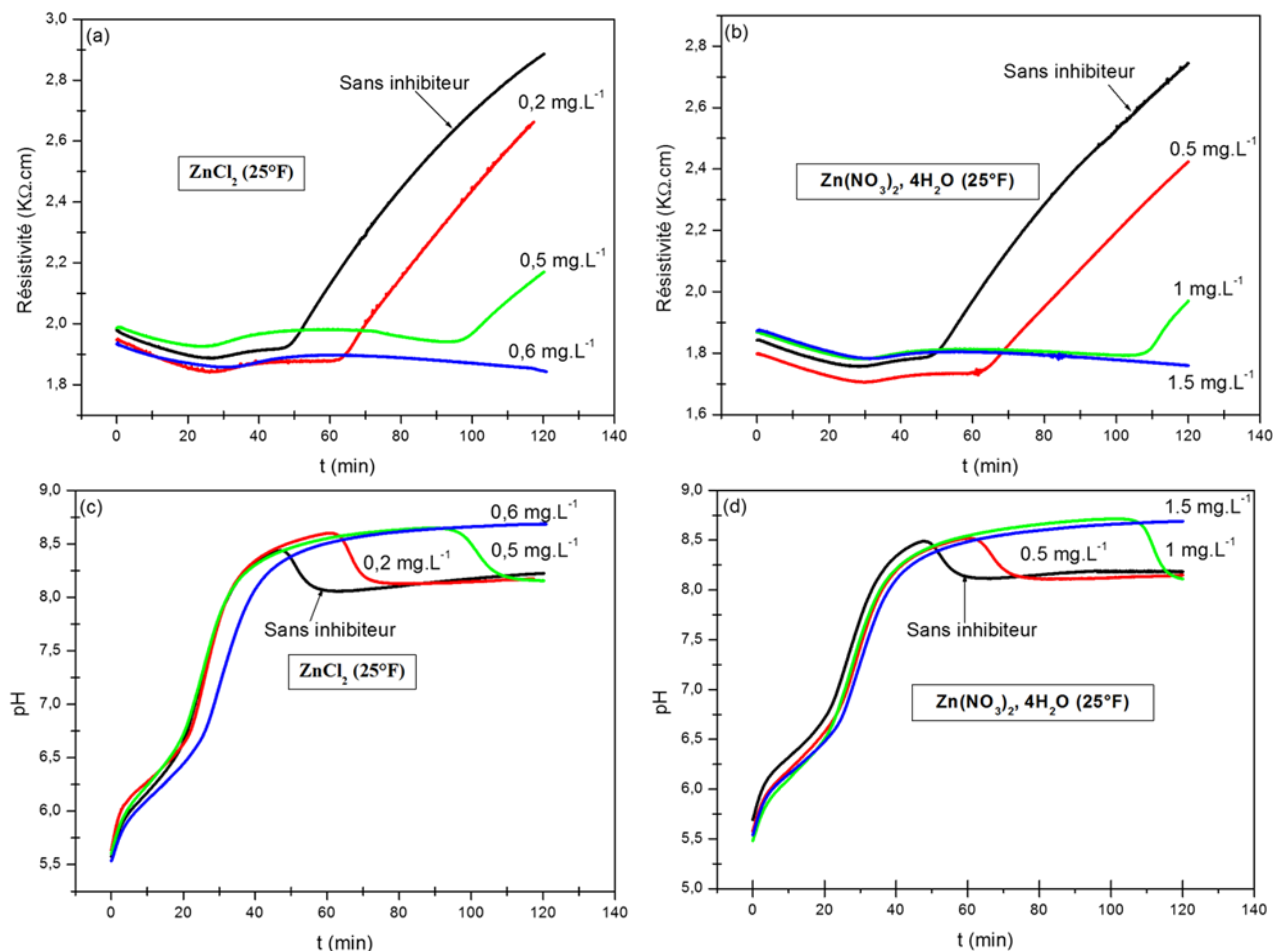 (a)
3,0
2,8
2,6
2,4
2,2
2,0
1,8
Résistivité (KΩ.cm)
Sans inhibiteur
0,2 mg.L⁻¹
ZnCl₂ (25°F)
0,5 mg.L⁻¹
0,6 mg.L⁻¹
0 20 40 60 80 100 120 140
t (min)
(b)
2,8
2,6
2,4
2,2
2,0
1,8
1,6
Résistivité (KΩ.cm)
Sans inhibiteur
0.5 mg.L⁻¹
Zn(NO₃)₂, 4H₂O (25°F)
1 mg.L⁻¹
1.5 mg.L⁻¹
0 20 40 60 80 100 120 140
t (min)
(c)
9,0
8,5
8,0
7,5
7,0
6,5
6,0
5,5
pH
0,6 mg.L⁻¹
0,2 mg.L⁻¹
0,5 mg.L⁻¹
Sans inhibiteur
ZnCl₂ (25°F)
0 20 40 60 80 100 120 140
t (min)
(d)
9,0
8,5
8,0
7,5
7,0
6,5
6,0
5,5
5,0
pH
1.5 mg.L⁻¹
0.5 mg.L⁻¹
1 mg.L⁻¹
Sans inhibiteur
Zn(NO₃)₂, 4H₂O (25°F)
0 20 40 60 80 100 120 140
t (min)